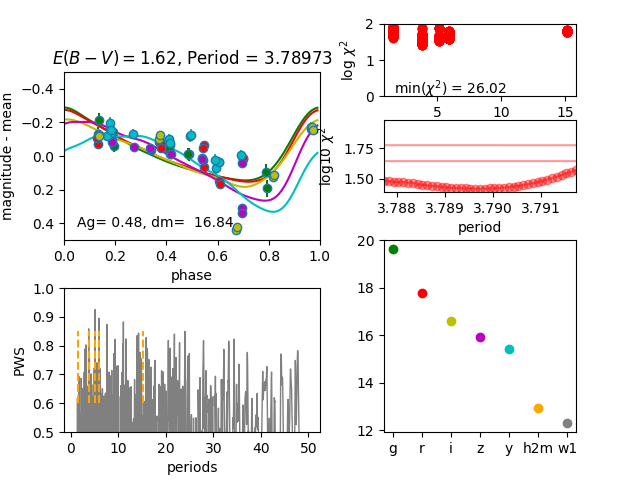 E(B − V) = 1.62, Period = 3.78973
magnitude - mean
−0.4
−0.2
0.0
0.2
0.4
Ag= 0.48, dm= 16.84
0.0 0.2 0.4 0.6 0.8 1.0
phase
log χ²
2
1
0
min(χ²) = 26.02
5 10 15
log10 χ²
1.75
1.50
3.788 3.789 3.790 3.791
period
PWS
1.0
0.9
0.8
0.7
0.6
0.5
0 10 20 30 40 50
periods
20
18
16
14
12
g r i z y h2m w1